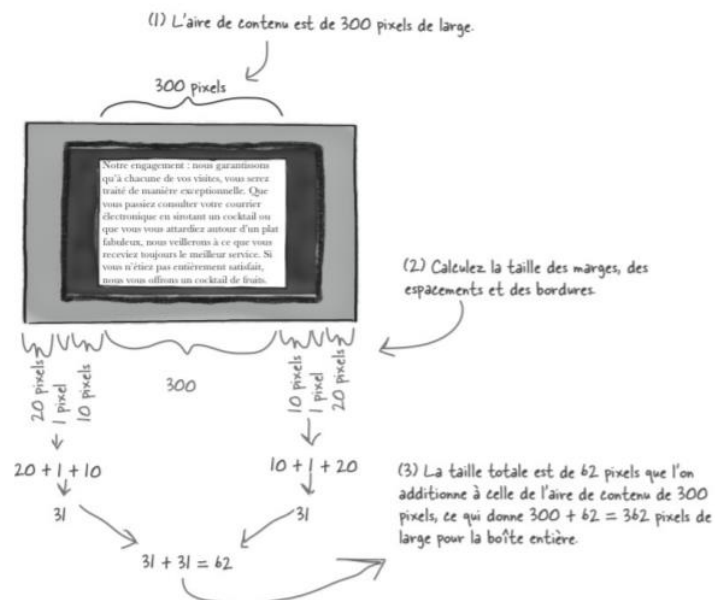 (1) L'aire de contenu est de 300 pixels de large.
300 pixels
Notre engagement : nous garantissons
qu'à chacune de vos visites, vous serez
traité de manière exceptionnelle. Que
vous passiez consulter votre courrier
électronique en sirotant un cocktail ou
que vous vous attardiez autour d'un plat
fabuleux, nous veillerons à ce que vous
receviez toujours le meilleur service. Si
vous n'étiez pas entièrement satisfait,
nous vous offrons un cocktail de fruits.
(2) Calculez la taille des marges, des
espacements et des bordures.
20 pixels
1 pixel
10 pixels
300
10 pixels
1 pixel
20 pixels
20 + 1 + 10
10 + 1 + 20
31
31
31 + 31 = 62
(3) La taille totale est de 62 pixels que l'on
additionne à celle de l'aire de contenu de 300
pixels, ce qui donne 300 + 62 = 362 pixels de
large pour la boîte entière.